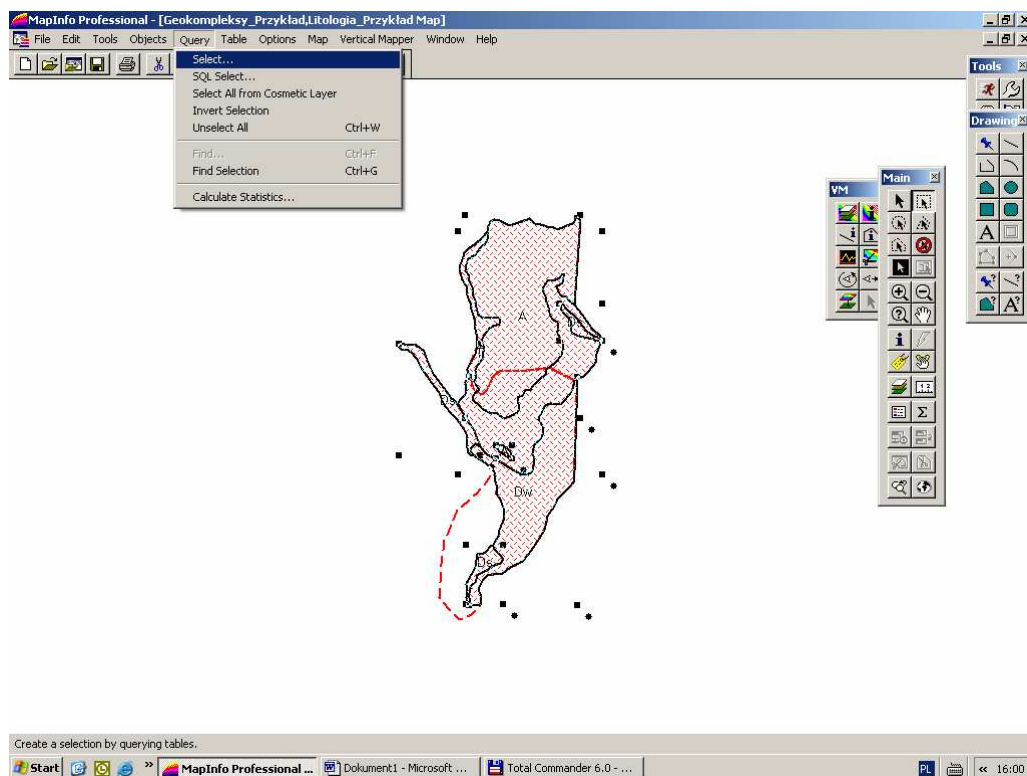 MapInfo Professional - [Geokompleksy_Przykład,Litologia_Przykład Map]
File Edit Tools Objects Query Table Options Map Vertical Mapper Window Help
Select...
SQL Select...
Select All from Cosmetic Layer
Invert Selection
Unselect All Ctrl+W
Find... Ctrl+F
Find Selection Ctrl+G
Calculate Statistics...
Tools
Drawing
Main
VM
A
Ds
Dw
Ds
Create a selection by querying tables.
Start » MapInfo Professional ... Dokument1 - Microsoft ... Total Commander 6.0 - ... PL « 16:00